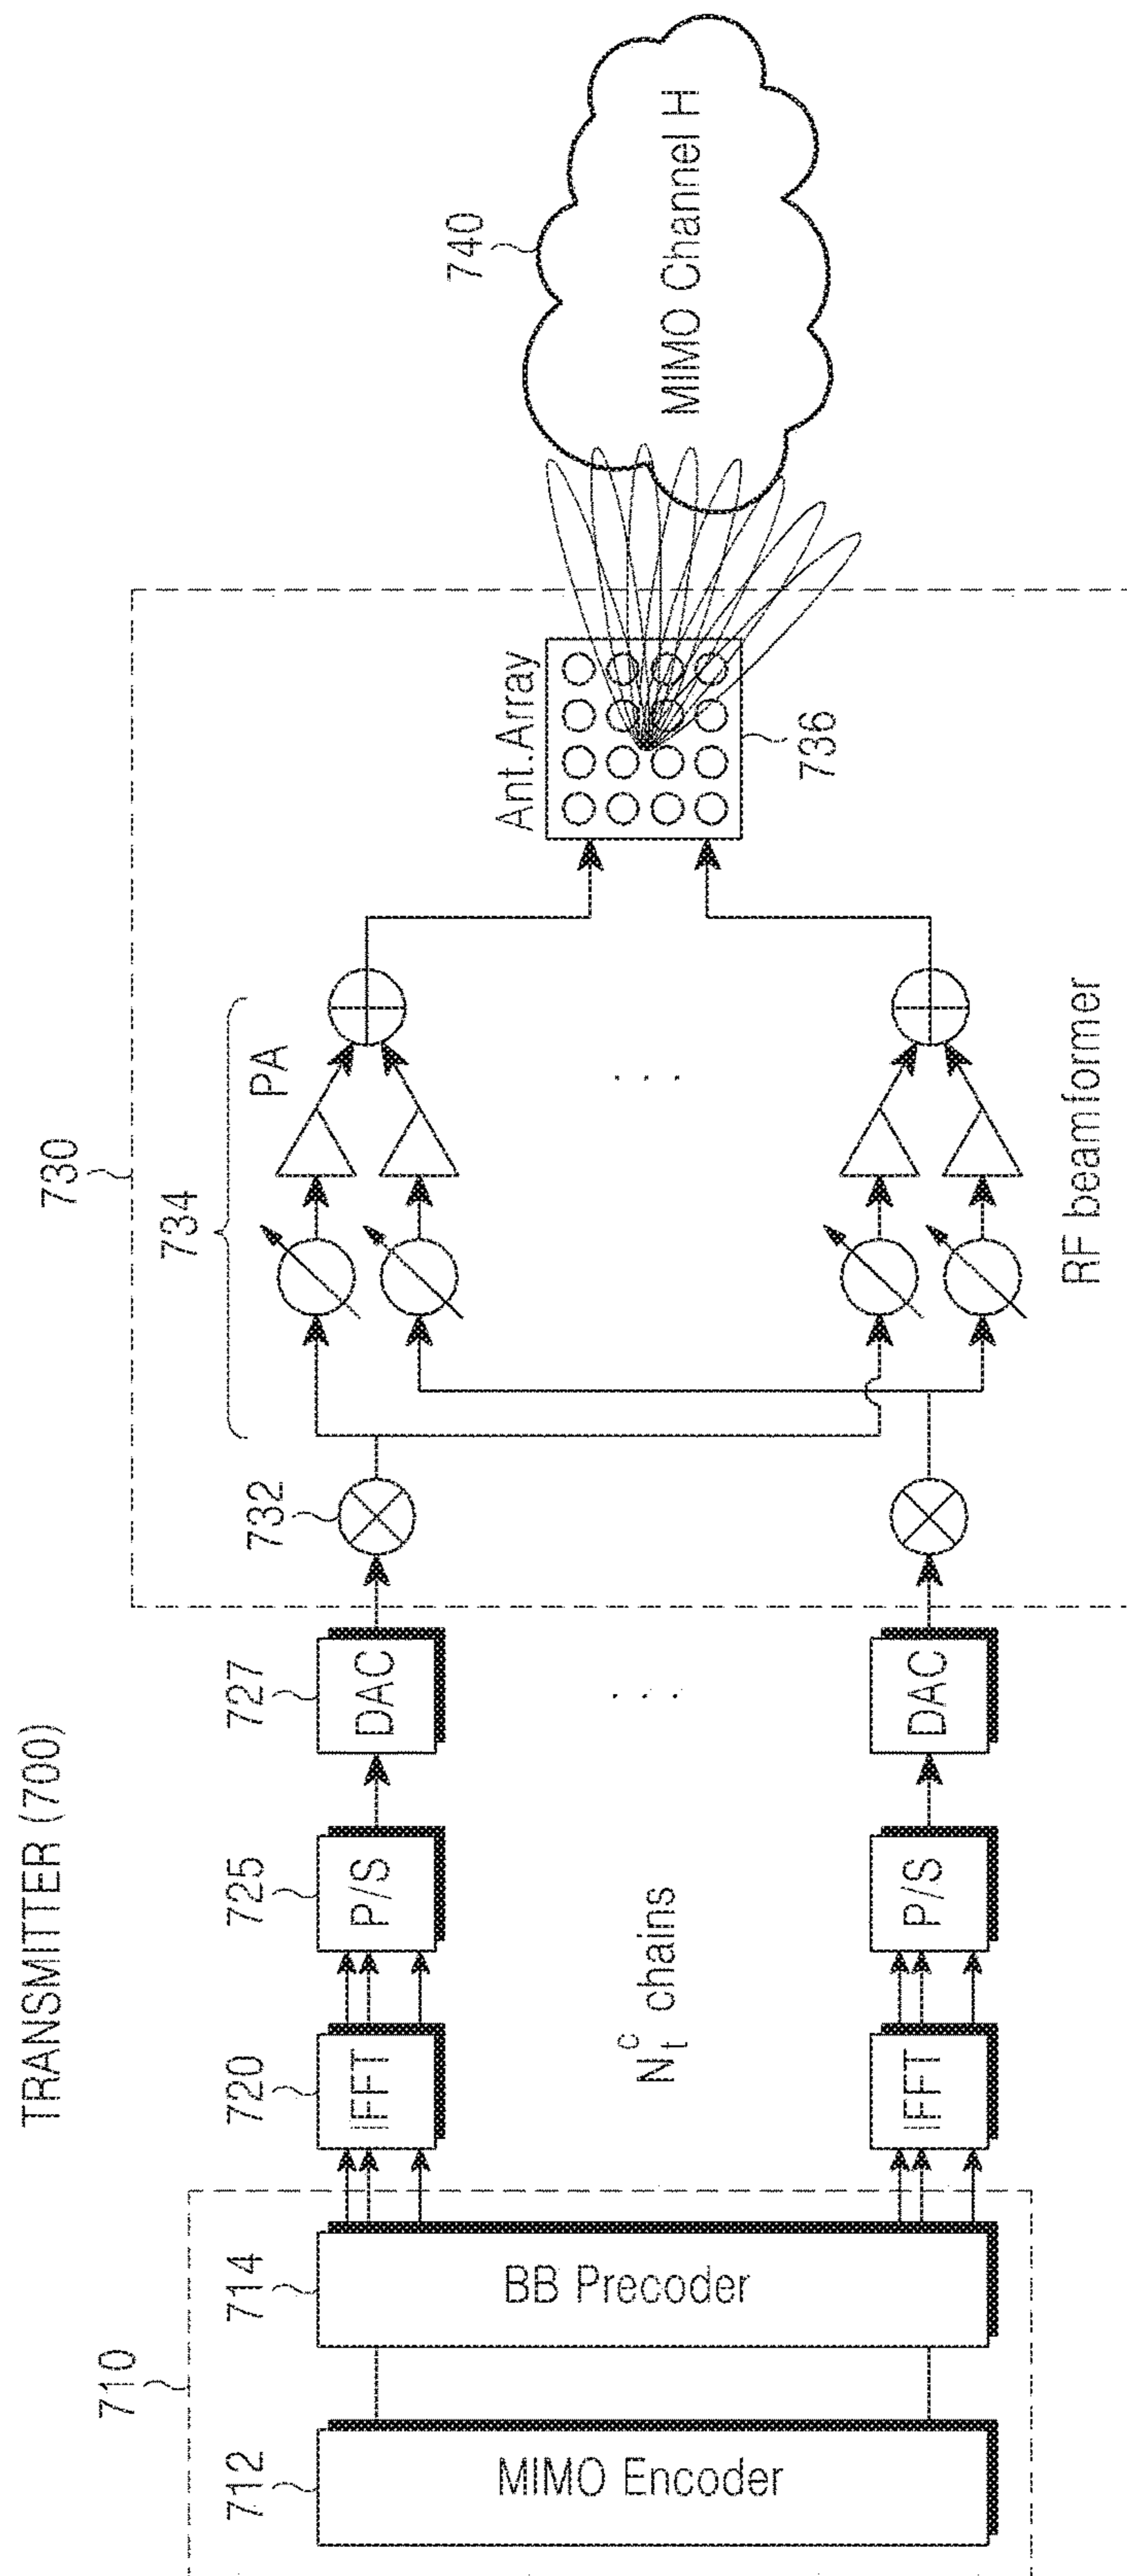 TRANSMITTER (700)
710
712
MIMO Encoder
714
BB Precoder
720
IFFT
IFFT
N_t^c chains
725
P/S
P/S
727
DAC
DAC
. . .
730
732
734
PA
. . .
RF beamformer
Ant.Array
736
740
MIMO Channel H